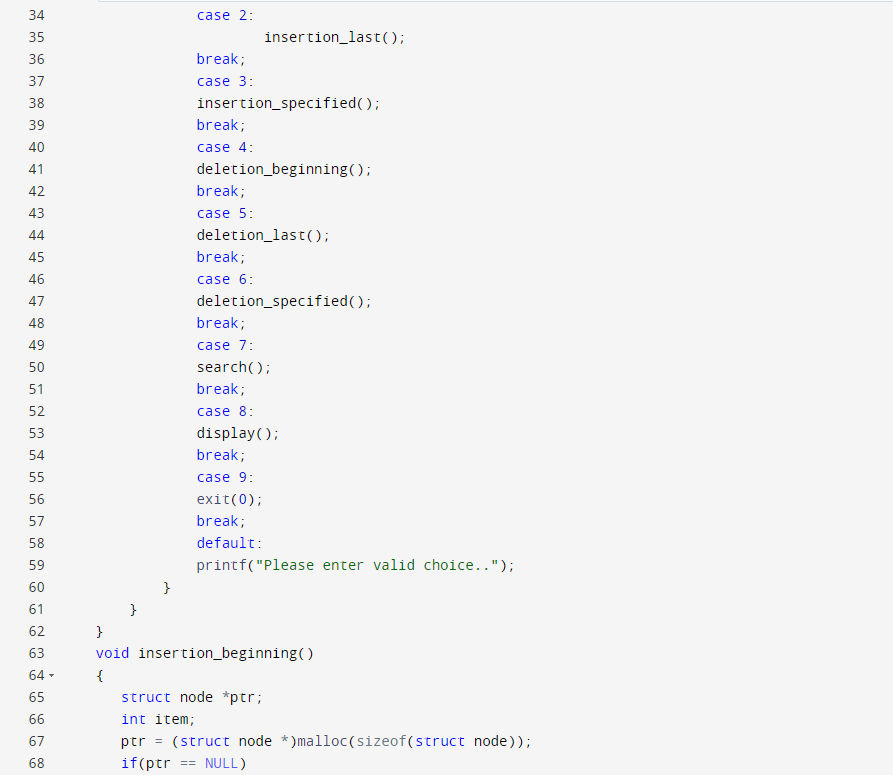 34 case 2:
35 insertion_last();
36 break;
37 case 3:
38 insertion_specified();
39 break;
40 case 4:
41 deletion_beginning();
42 break;
43 case 5:
44 deletion_last();
45 break;
46 case 6:
47 deletion_specified();
48 break;
49 case 7:
50 search();
51 break;
52 case 8:
53 display();
54 break;
55 case 9:
56 exit(0);
57 break;
58 default:
59 printf("Please enter valid choice..");
60 }
61 }
62 }
63 void insertion_beginning()
64 {
65 struct node *ptr;
66 int item;
67 ptr = (struct node *)malloc(sizeof(struct node));
68 if(ptr == NULL)